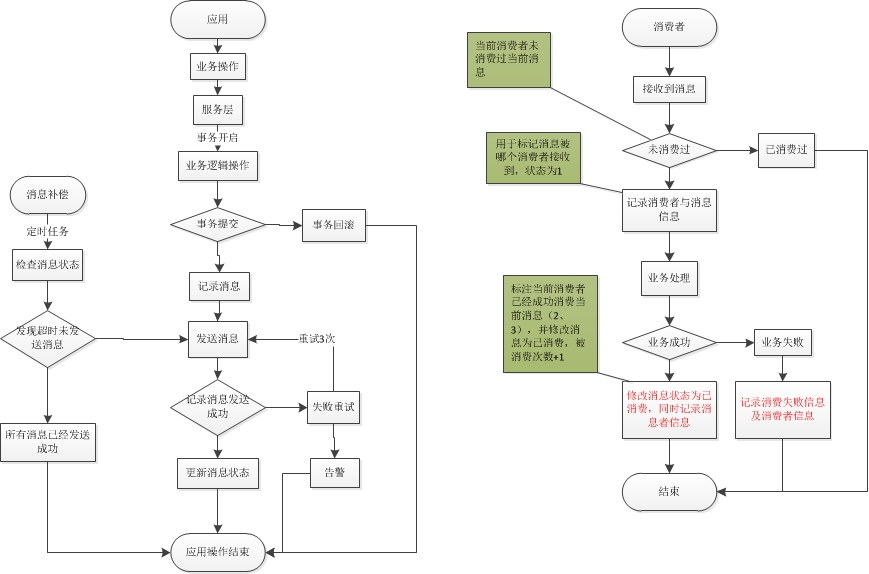 应用
业务操作
服务层
事务开启
业务逻辑操作
事务提交
事务回滚
记录消息
发送消息
重试3次
记录消息发送
成功
失败重试
更新消息状态
告警
应用操作结束
消息补偿
定时任务
检查消息状态
发现超时未发
送消息
所有消息已经发送
成功
消费者
接收到消息
当前消费者未
消费过当前消
息
未消费过
已消费过
用于标记消息被
哪个消费者接收
到，状态为1
记录消费者与消息
信息
业务处理
标注当前消费者
已经成功消费当
前消息（2、
3），并修改消
息为已消费，被
消费次数+1
业务成功
业务失败
修改消息状态为已
消费，同时记录消
息者信息
记录消费失败信息
及消费者信息
结束